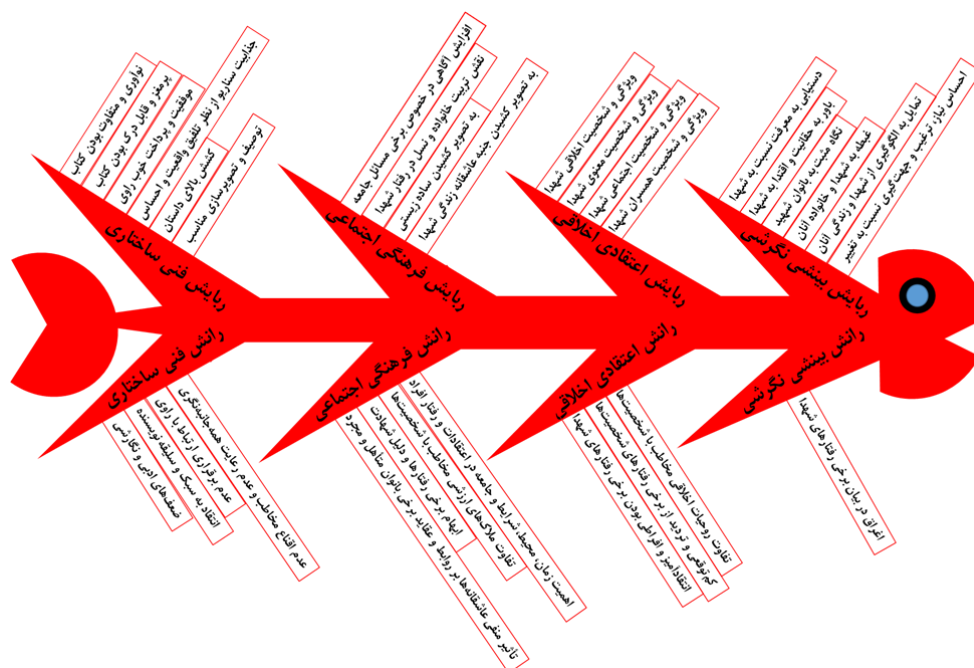 احساس نیاز، ترغیب و جهت‌گیری نسبت به تغییر
تمایل به الگوگیری از شهدا و زندگی آنان
غبطه به شهدا و خانواده آنان
نگاه مثبت به بانوان شهید
باور به حقانیت و اقتدا به شهدا
دستیابی به معرفت نسبت به شهدا
ربایش بینشی نگرشی
ویژگی و شخصیت همسران شهدا
ویژگی و شخصیت اجتماعی شهدا
ویژگی و شخصیت معنوی شهدا
ویژگی و شخصیت اخلاقی شهدا
ربایش اعتقادی اخلاقی
به تصویر کشیدن جنبه عاشقانه زندگی شهدا
به تصویر کشیدن ساده زیستی
نقش تربیت خانواده و نسل در رفتار شهدا
افزایش آگاهی در خصوص برخی مسائل جامعه
ربایش فرهنگی اجتماعی
توصیف و تصویرسازی مناسب
کشش بالای داستان
جذابیت سناریو از نظر تلفیق واقعیت و احساس
موفقیت و پرداخت خوب راوی
پرمغز و قابل درک بودن کتاب
نوآوری و متفاوت بودن کتاب
ربایش فنی ساختاری
رانش بینشی نگرشی
اغراق در بیان برخی رفتارهای شهدا
رانش اعتقادی اخلاقی
تفاوت روحیات اخلاقی مخاطب با شخصیت‌ها
کم توقعی و تردید از برخی رفتارهای شخصیت‌ها
انتقادآمیز و افراطی بودن برخی رفتارهای شهدا
رانش فرهنگی اجتماعی
اهمیت زمان، محیط، شرایط و جامعه در اعتقادات و رفتار افراد
تفاوت ملاک‌های ارزشی مخاطب با شخصیت‌ها
ابهام برخی رفتارها و دلیل شهادت
تاثیر منفی عاشقانه‌ها بر روابط و عقاید برخی بانوان متاهل و مجرد
رانش فنی ساختاری
عدم اقناع مخاطب و عدم رعایت همه‌جانبه‌نگری
عدم برقراری ارتباط با راوی
انتقاد به سبک و سلیقه نویسنده
ضعف‌های ادبی و نگارشی